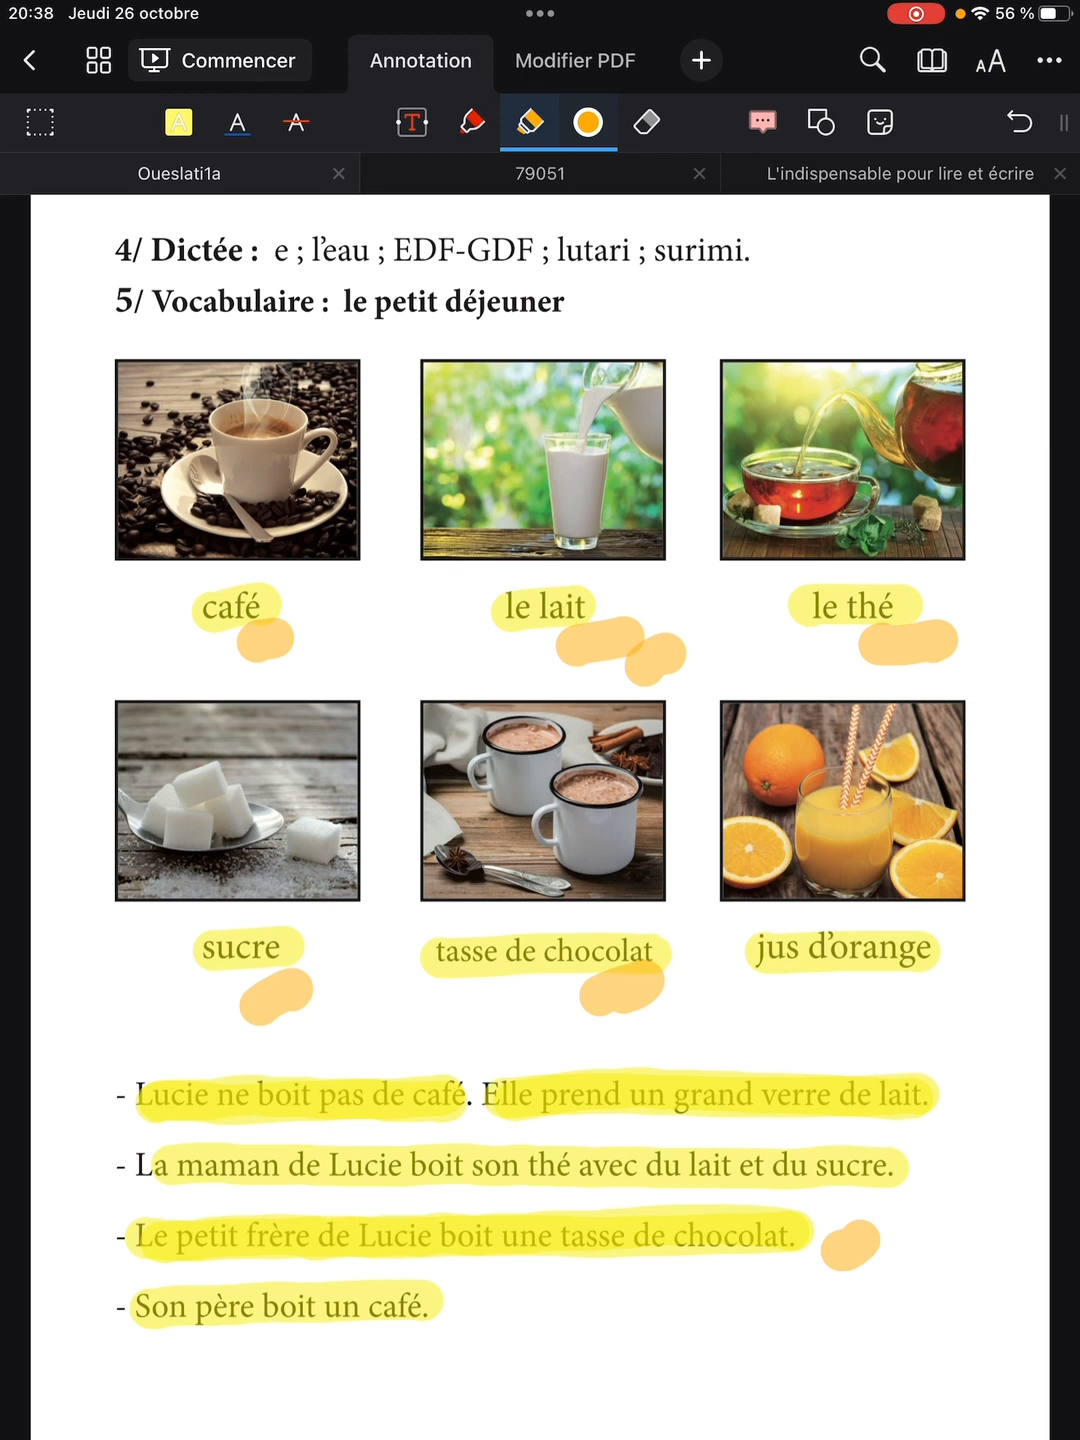 20:38 Jeudi 26 octobre 56 %
Commencer Annotation Modifier PDF AA
A A A T
Oueslati1a 79051 L'indispensable pour lire et écrire
4/ Dictée : e ; l'eau ; EDF-GDF ; lutari ; surimi.
5/ Vocabulaire : le petit déjeuner
café le lait le thé
sucre tasse de chocolat jus d'orange
- Lucie ne boit pas de café. Elle prend un grand verre de lait.
- La maman de Lucie boit son thé avec du lait et du sucre.
- Le petit frère de Lucie boit une tasse de chocolat.
- Son père boit un café.